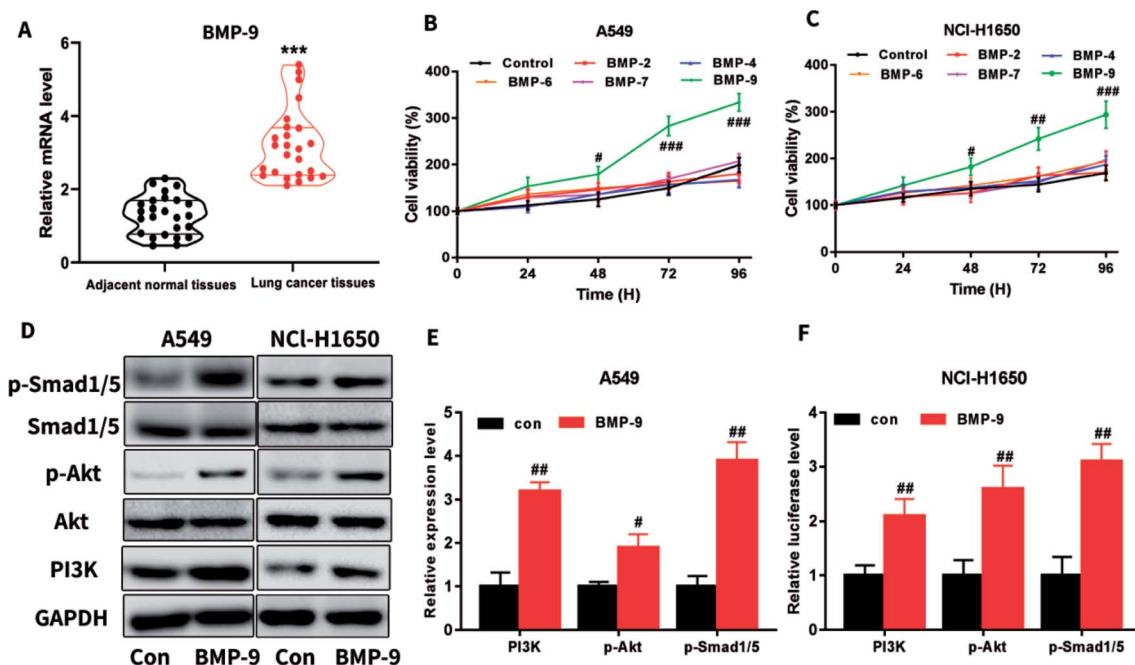 A
BMP-9
Relative mRNA level
6
4
2
0
***
Adjacent normal tissues
Lung cancer tissues
B
A549
Control
BMP-2
BMP-4
BMP-6
BMP-7
BMP-9
Cell viability (%)
400
300
200
100
0
#
###
###
0
24
48
72
96
Time (H)
C
NCI-H1650
Control
BMP-2
BMP-4
BMP-6
BMP-7
BMP-9
Cell viability (%)
400
300
200
100
0
#
##
###
0
24
48
72
96
Time (H)
D
A549
NCl-H1650
p-Smad1/5
Smad1/5
p-Akt
Akt
PI3K
GAPDH
Con
BMP-9
Con
BMP-9
E
A549
con
BMP-9
Relative expression level
5
4
3
2
1
0
##
#
##
PI3K
p-Akt
p-Smad1/5
F
NCI-H1650
con
BMP-9
Relative luciferase level
4
3
2
1
0
##
##
##
PI3K
p-Akt
p-Smad1/5